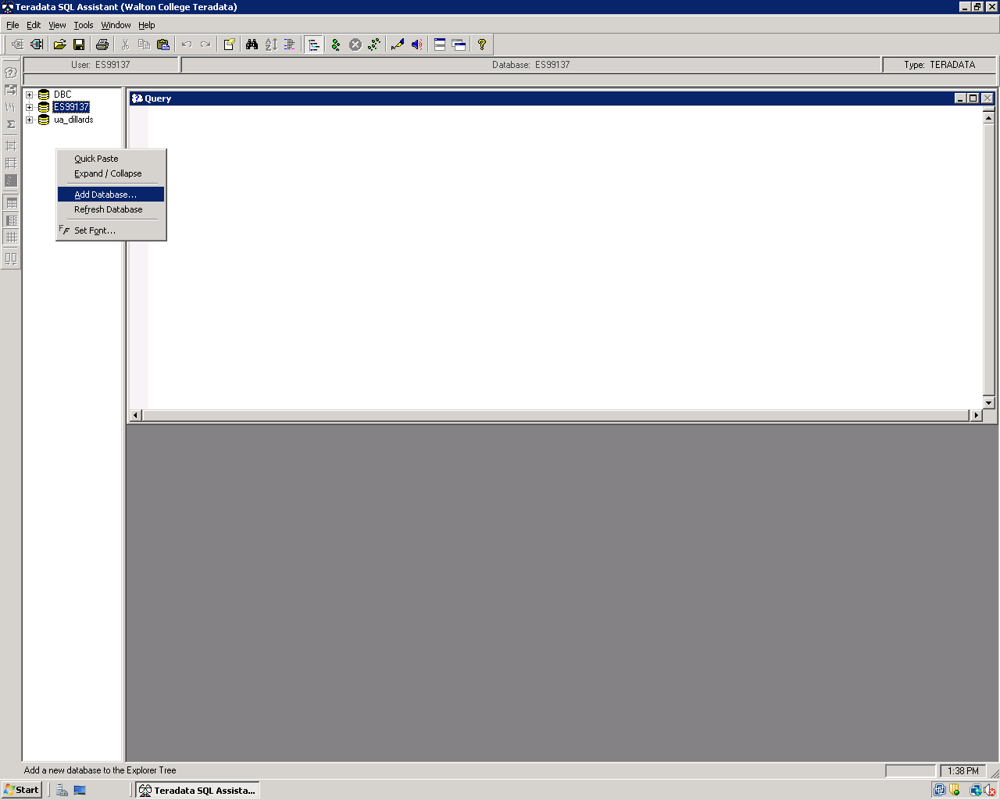 Teradata SQL Assistant (Walton College Teradata)
File Edit View Tools Window Help
User: ES99137 Database: ES99137 Type: TERADATA
DBC
ES99137
ua_dillards
Query
Quick Paste
Expand / Collapse
Add Database...
Refresh Database
Set Font...
Add a new database to the Explorer Tree
1:38 PM
Start
Teradata SQL Assista...